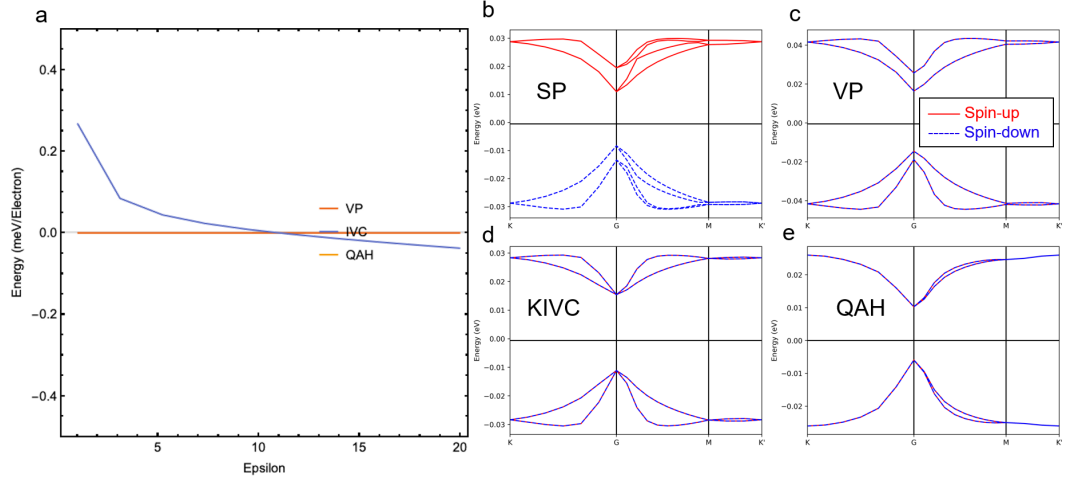 a
0.4
0.2
0.0
-0.2
-0.4
Energy (meV/Electron)
5
10
15
20
Epsilon
VP
IVC
QAH
b
0.03
0.02
0.01
0.00
−0.01
−0.02
−0.03
Energy (eV)
SP
K
G
M
K'
c
0.04
0.02
0.00
−0.02
−0.04
Energy (eV)
VP
Spin-up
Spin-down
K
G
M
K'
d
0.03
0.02
0.01
0.00
−0.01
−0.02
−0.03
Energy (eV)
KIVC
K
G
M
K'
e
0.02
0.01
0.00
−0.01
−0.02
Energy (eV)
QAH
K
G
M
K'